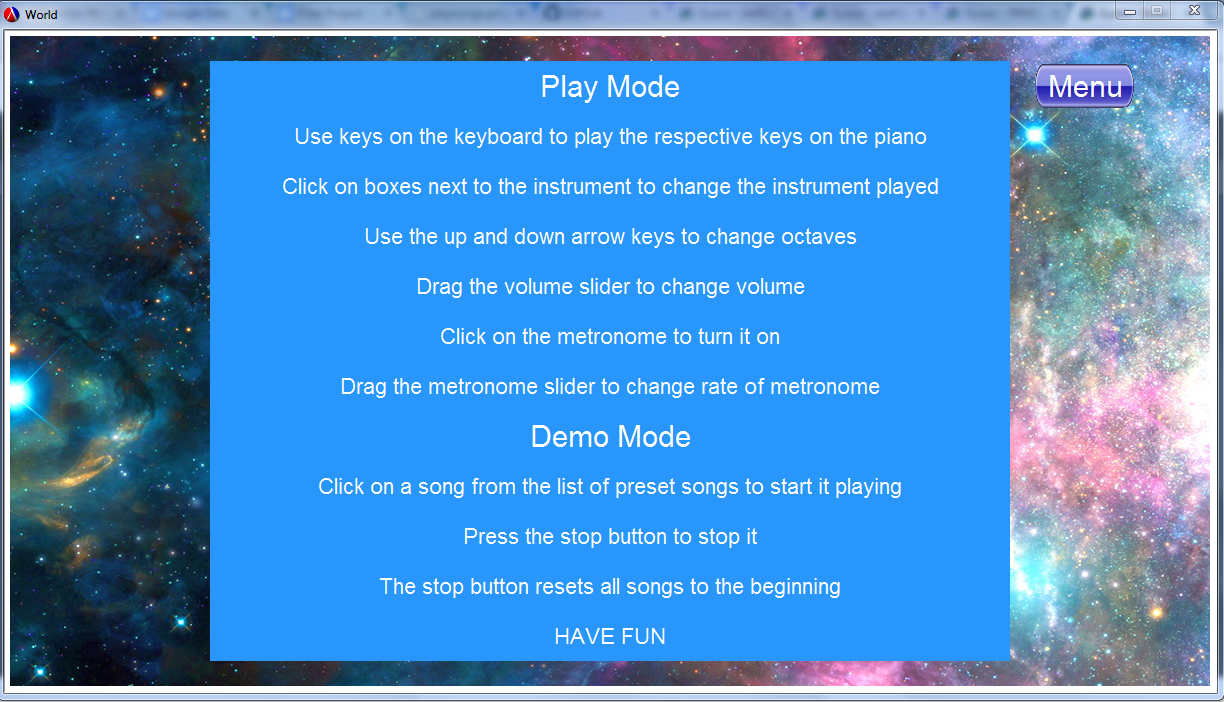 World
Play Mode
Menu
Use keys on the keyboard to play the respective keys on the piano
Click on boxes next to the instrument to change the instrument played
Use the up and down arrow keys to change octaves
Drag the volume slider to change volume
Click on the metronome to turn it on
Drag the metronome slider to change rate of metronome
Demo Mode
Click on a song from the list of preset songs to start it playing
Press the stop button to stop it
The stop button resets all songs to the beginning
HAVE FUN